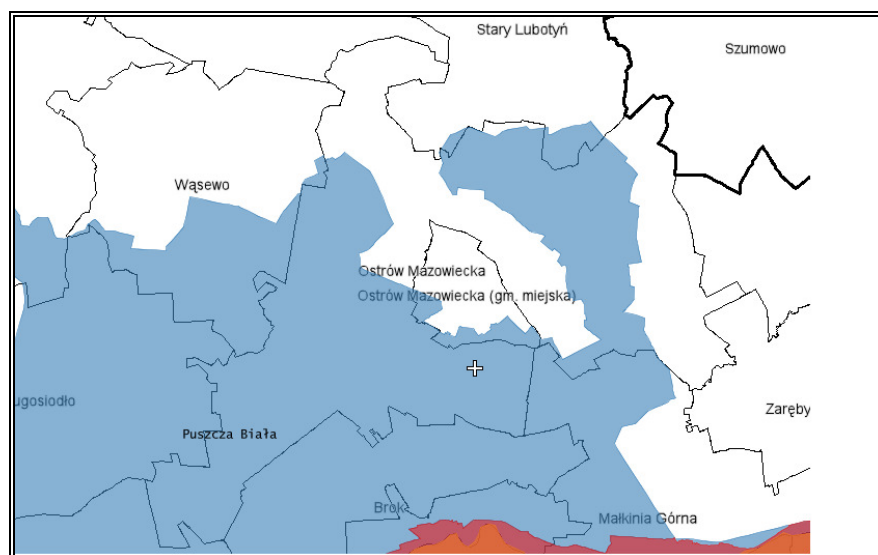 Stary Lubotyń
Szumowo
Wąsewo
Ostrów Mazowiecka
Ostrów Mazowiecka (gm. miejska)
ugosiodło
Zaręby
Puszcza Biała
Brok
Małkinia Górna